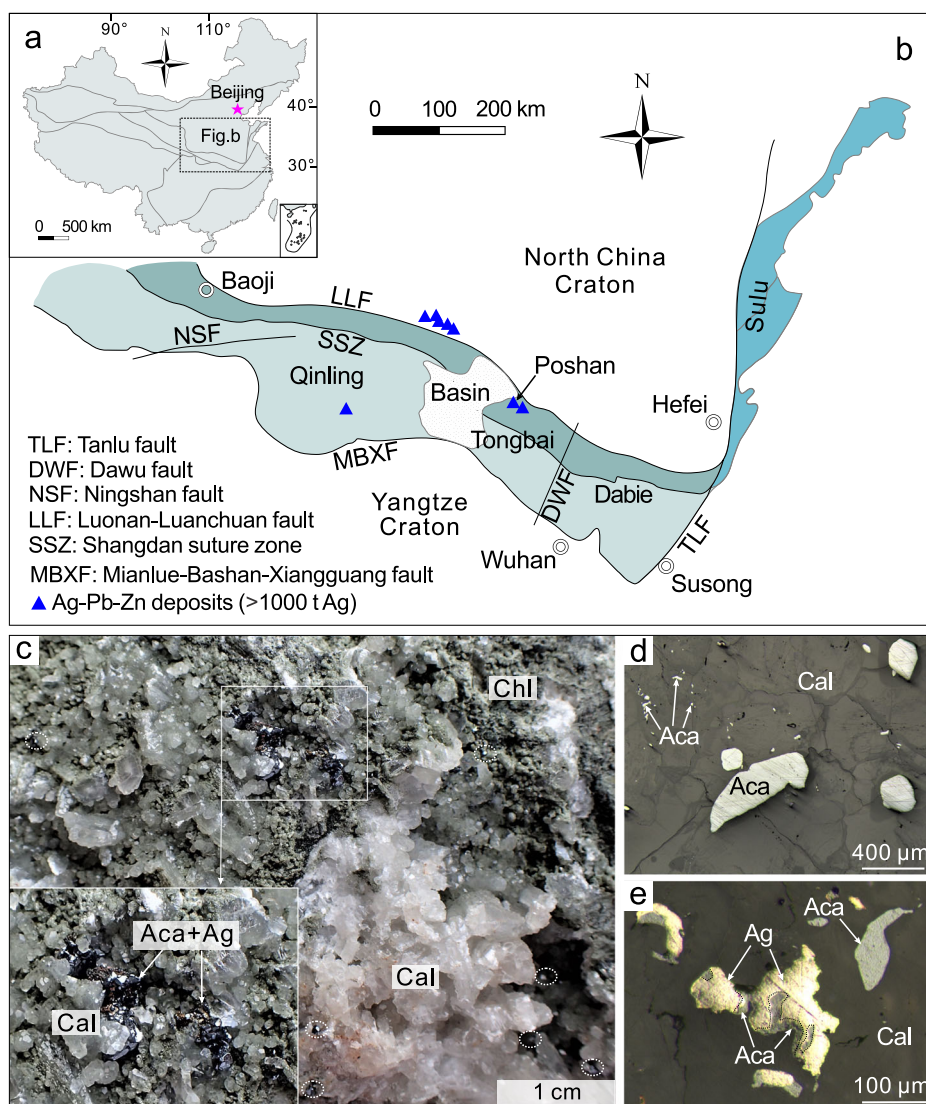 a
90°
110°
N
Beijing
40°
Fig.b
30°
0 500 km
b
0 100 200 km
N
North China
Craton
Baoji
LLF
NSF
SSZ
Qinling
Basin
Poshan
Tongbai
MBXF
Hefei
Sulu
DWF
Dabie
Yangtze
Craton
Wuhan
TLF
Susong
TLF: Tanlu fault
DWF: Dawu fault
NSF: Ningshan fault
LLF: Luonan-Luanchuan fault
SSZ: Shangdan suture zone
MBXF: Mianlue-Bashan-Xiangguang fault
Ag-Pb-Zn deposits (>1000 t Ag)
c
Chl
Aca+Ag
Cal
Cal
1 cm
d
Cal
Aca
Aca
400 µm
e
Aca
Ag
Aca
Cal
100 µm